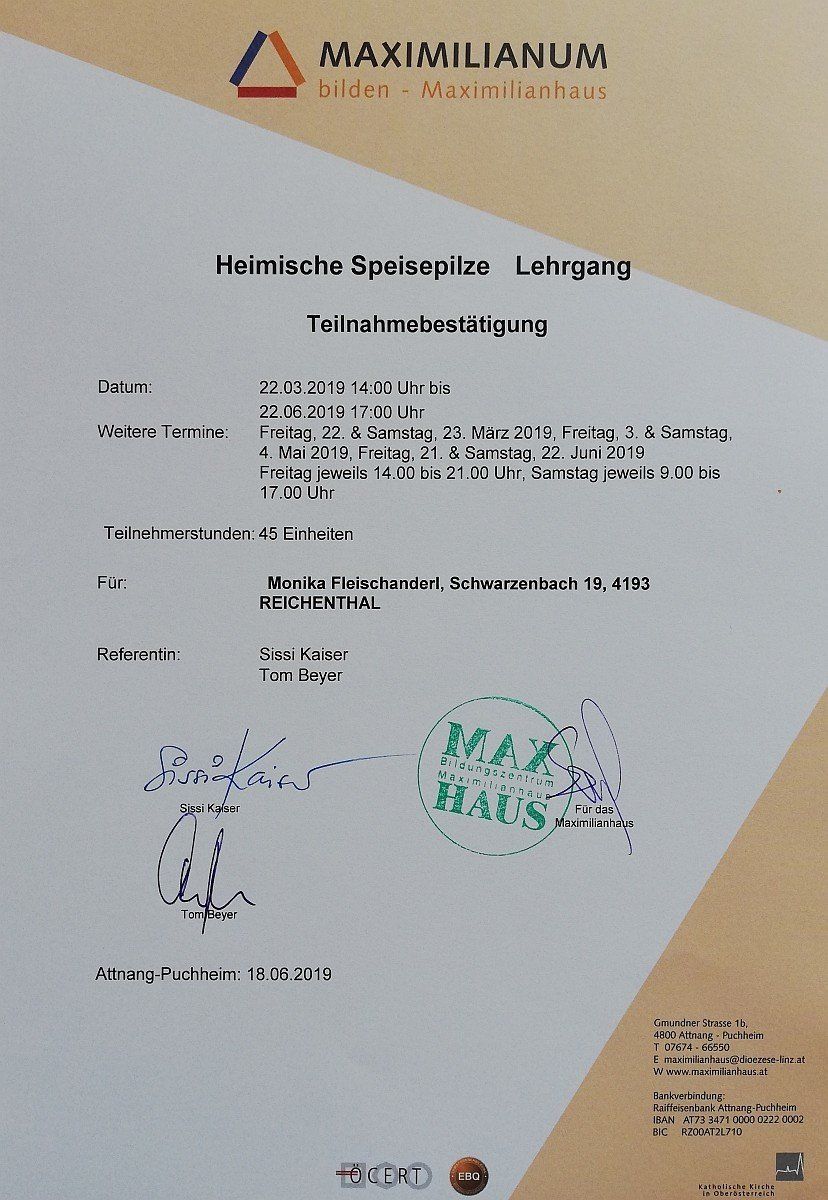 MAXIMILIANUM
bilden - Maximilianhaus
Heimische Speisepilze Lehrgang
Teilnahmebestätigung
Datum: 22.03.2019 14:00 Uhr bis
22.06.2019 17:00 Uhr
Weitere Termine: Freitag, 22. & Samstag, 23. März 2019, Freitag, 3. & Samstag,
4. Mai 2019, Freitag, 21. & Samstag, 22. Juni 2019
Freitag jeweils 14.00 bis 21.00 Uhr, Samstag jeweils 9.00 bis
17.00 Uhr
Teilnehmerstunden: 45 Einheiten
Für: Monika Fleischanderl, Schwarzenbach 19, 4193
REICHENTHAL
Referentin: Sissi Kaiser
Tom Beyer
Sissi Kaiser
Sissi Kaiser
MAX
Bildungszentrum
Maximilianhaus
HAUS
Für das
Maximilianhaus
Tom Beyer
Attnang-Puchheim: 18.06.2019
Gmundner Strasse 1b,
4800 Attnang - Puchheim
T 07674 - 66550
E maximilianhaus@dioezese-linz.at
W www.maximilianhaus.at
Bankverbindung:
Raiffeisenbank Attnang-Puchheim
IBAN AT73 3471 0000 0222 0002
BIC RZ00AT2L710
ÖCERT
EBQ
Katholische Kirche
in Oberösterreich